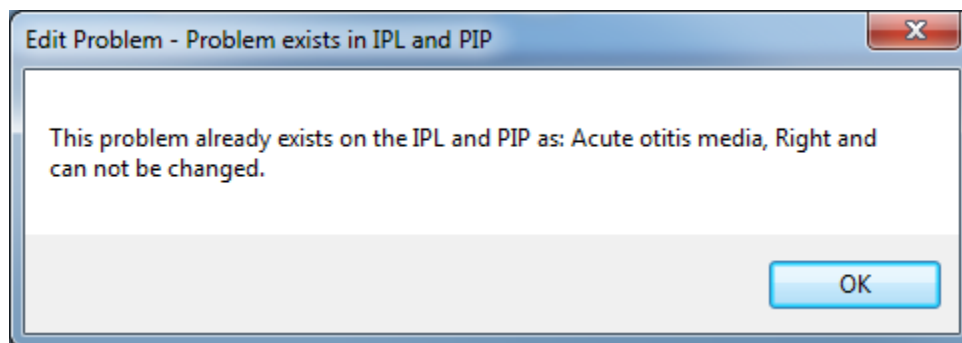 Edit Problem - Problem exists in IPL and PIP
This problem already exists on the IPL and PIP as: Acute otitis media, Right and
can not be changed.
OK